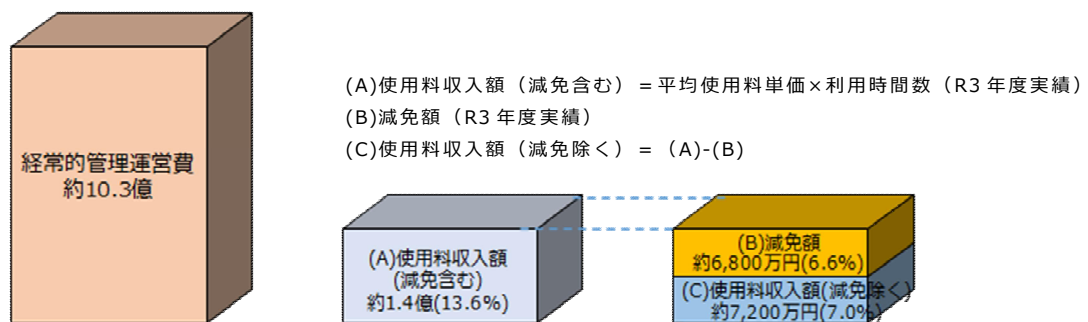 経常的管理運営費
約10.3億
(A)使用料収入額（減免含む）＝平均使用料単価×利用時間数（R3年度実績）
(B)減免額（R3年度実績）
(C)使用料収入額（減免除く）＝（A)-(B)
(A)使用料収入額
(減免含む)
約1.4億(13.6%)
(B)減免額
約6,800万円(6.6%)
(C)使用料収入額(減免除く)
約7,200万円(7.0%)